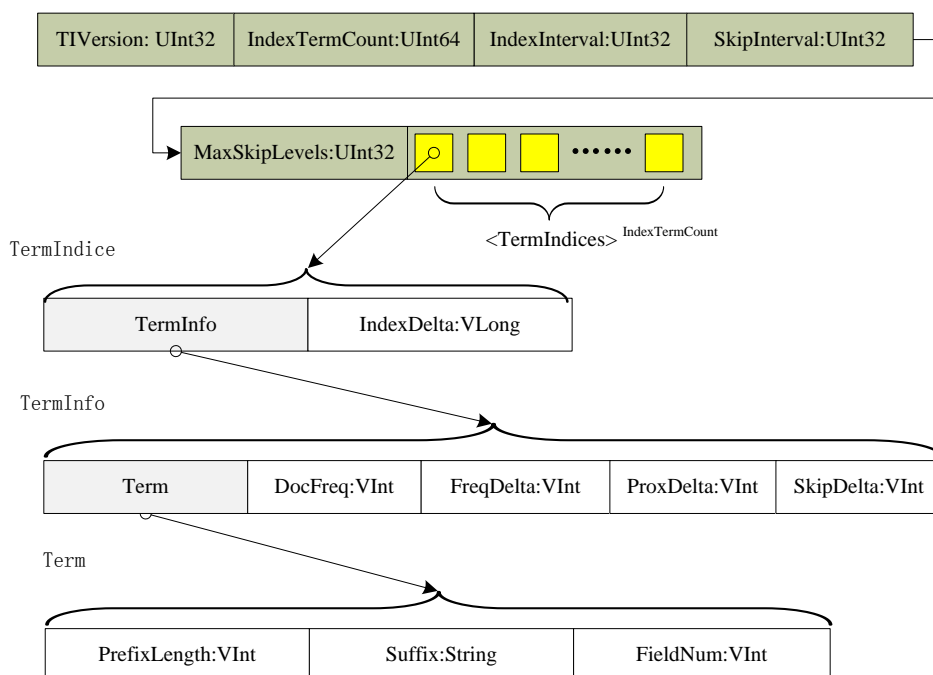 TIVersion: UInt32 IndexTermCount:UInt64 IndexInterval:UInt32 SkipInterval:UInt32
MaxSkipLevels:UInt32 ••••••
<TermIndices> IndexTermCount
TermIndice
TermInfo IndexDelta:VLong
TermInfo
Term DocFreq:VInt FreqDelta:VInt ProxDelta:VInt SkipDelta:VInt
Term
PrefixLength:VInt Suffix:String FieldNum:VInt